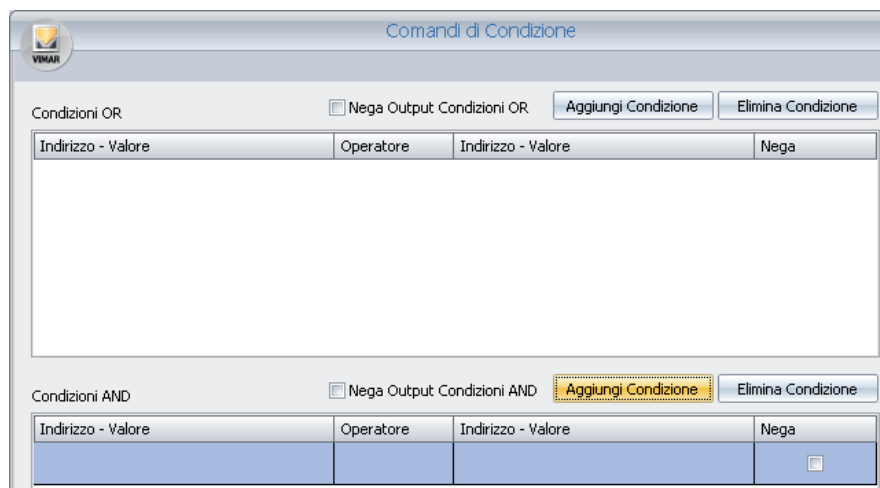 Comandi di Condizione
VIMAR
Condizioni OR
Nega Output Condizioni OR
Aggiungi Condizione
Elimina Condizione
Indirizzo - Valore Operatore Indirizzo - Valore Nega
Condizioni AND
Nega Output Condizioni AND
Aggiungi Condizione
Elimina Condizione
Indirizzo - Valore Operatore Indirizzo - Valore Nega